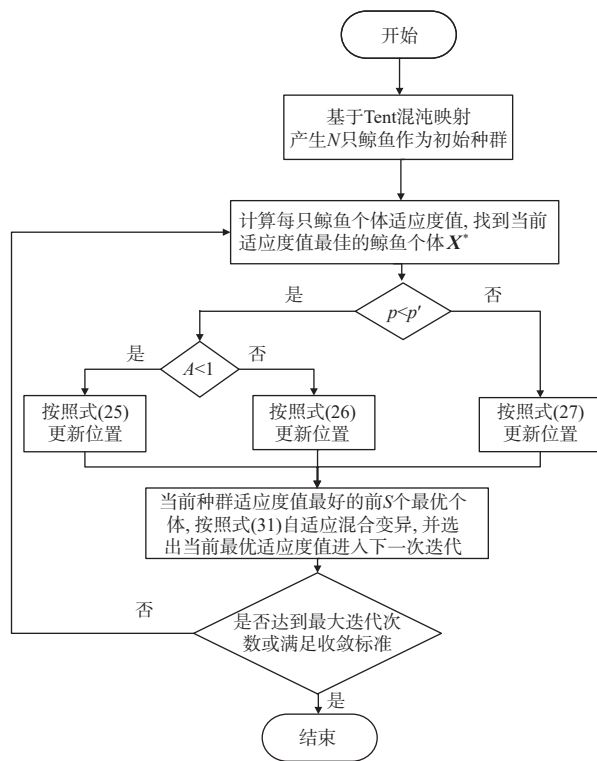 开始
基于Tent混沌映射
产生N只鲸鱼作为初始种群
计算每只鲸鱼个体适应度值, 找到当前
适应度值最佳的鲸鱼个体 X*
是
p<p′
否
是
A<1
否
按照式(25)
更新位置
按照式(26)
更新位置
按照式(27)
更新位置
当前种群适应度值最好的前S个最优个
体, 按照式(31)自适应混合变异, 并选
出当前最优适应度值进入下一次迭代
否
是否达到最大迭代次
数或满足收敛标准
是
结束